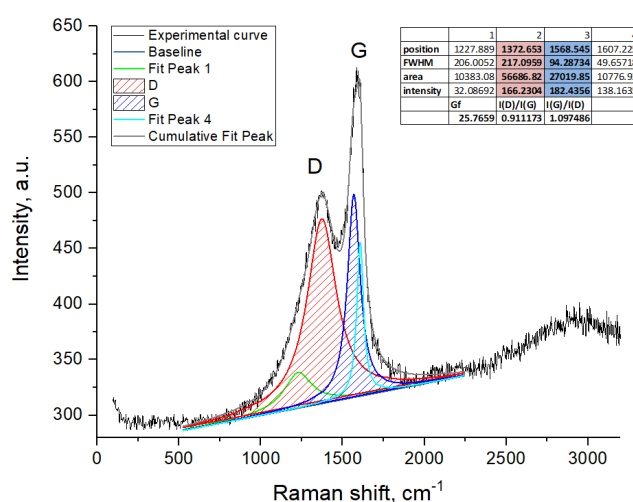 Experimental curve
Baseline
Fit Peak 1
D
G
Fit Peak 4
Cumulative Fit Peak
G
D
1 2 3 4
position 1227.889 1372.653 1568.545 1607.225
FWHM 206.0052 217.0959 94.28734 49.65718
area 10383.08 56686.82 27019.85 10776.9
intensity 32.08692 166.2304 182.4356 138.163
Gf I(D)/I(G) I(G)/I(D)
25.7659 0.911173 1.097486
Intensity, a.u.
650
600
550
500
450
400
350
300
0 500 1000 1500 2000 2500 3000
Raman shift, cm⁻¹